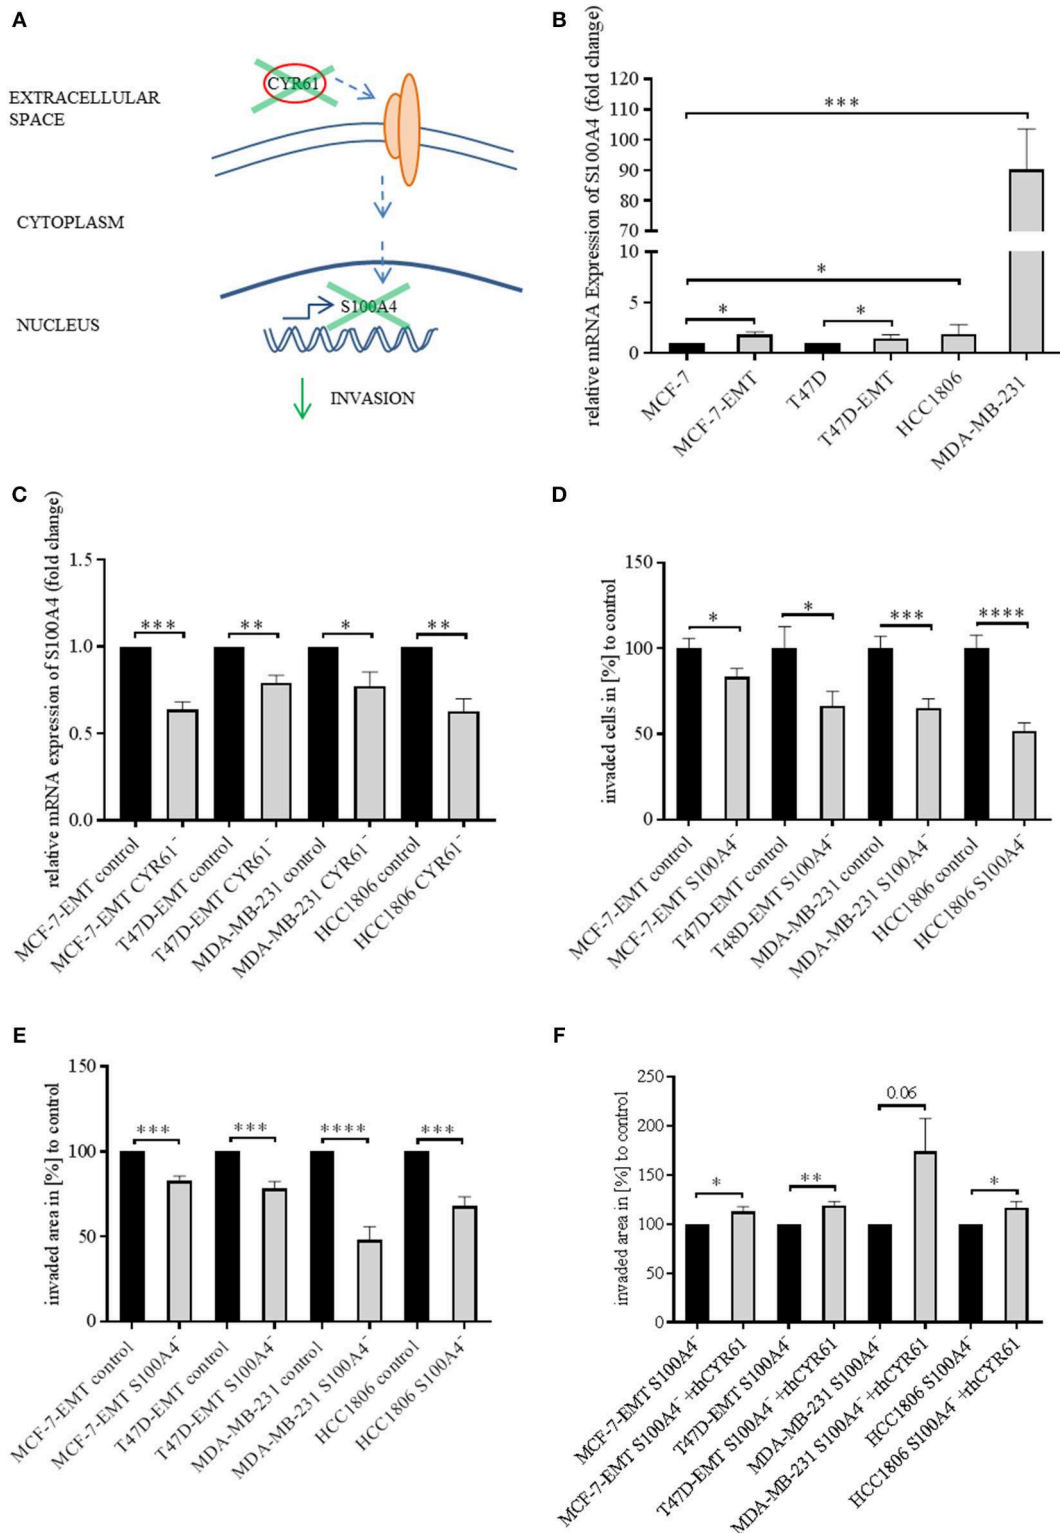 A
EXTRACELLULAR
SPACE
CYR61
CYTOPLASM
NUCLEUS
S100A4
INVASION
B
relative mRNA Expression of S100A4 (fold change)
120
110
100
90
80
70
10
5
0
***
*
*
*
MCF-7
MCF-7-EMT
T47D
T47D-EMT
HCC1806
MDA-MB-231
C
relative mRNA expression of S100A4 (fold change)
1.5
1.0
0.5
0.0
***
**
*
**
MCF-7-EMT control
MCF-7-EMT CYR61⁻
T47D-EMT control
T47D-EMT CYR61⁻
MDA-MB-231 control
MDA-MB-231 CYR61⁻
HCC1806 control
HCC1806 CYR61⁻
D
invaded cells in [%] to control
150
100
50
0
*
*
***
****
MCF-7-EMT control
MCF-7-EMT S100A4⁻
T47D-EMT control
T48D-EMT S100A4⁻
MDA-MB-231 control
MDA-MB-231 S100A4⁻
HCC1806 control
HCC1806 S100A4⁻
E
invaded area in [%] to control
150
100
50
0
***
***
****
***
MCF-7-EMT control
MCF-7-EMT S100A4⁻
T47D-EMT control
T47D-EMT S100A4⁻
MDA-MB-231 control
MDA-MB-231 S100A4⁻
HCC1806 control
HCC1806 S100A4⁻
F
invaded area in [%] to control
250
200
150
100
50
0
*
**
0.06
*
MCF-7-EMT S100A4⁻
MCF-7-EMT S100A4⁻+rhCYR61
T47D-EMT S100A4⁻
T47D-EMT S100A4⁻+rhCYR61
MDA-MB-231 S100A4⁻
MDA-MB-231 S100A4⁻+rhCYR61
HCC1806 S100A4⁻
HCC1806 S100A4⁻+rhCYR61